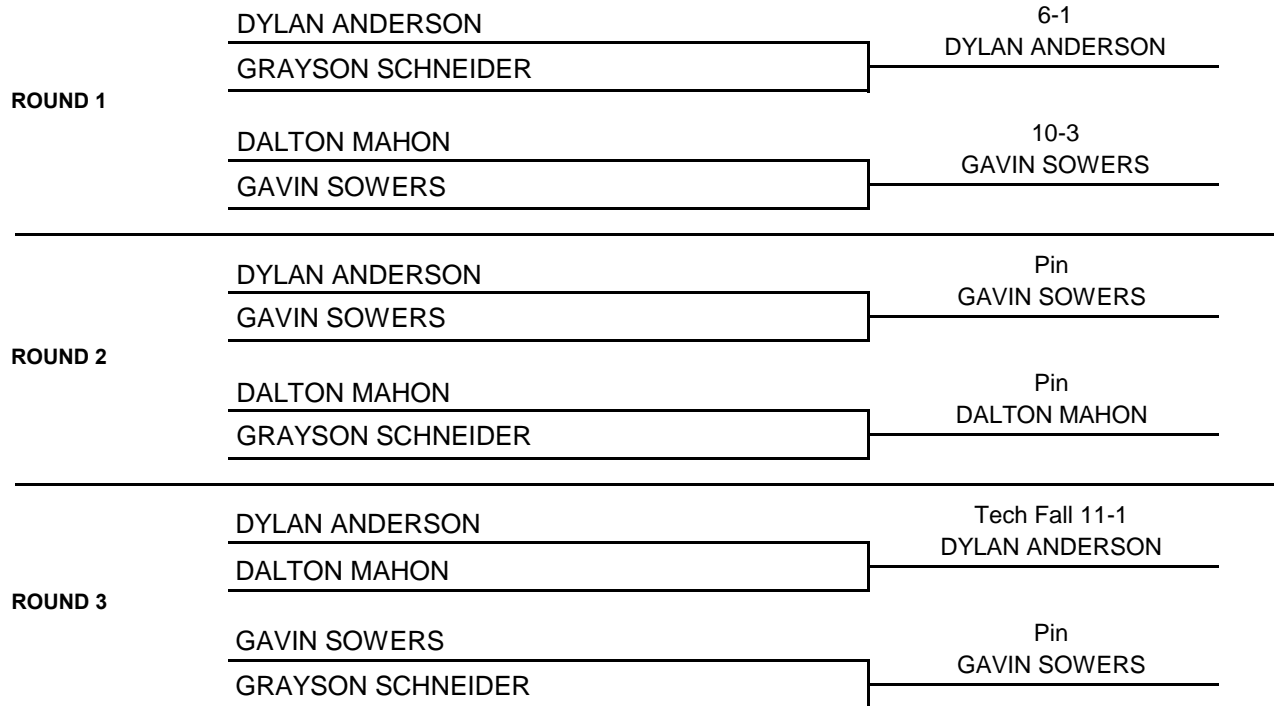 DYLAN ANDERSON
6-1
DYLAN ANDERSON
GRAYSON SCHNEIDER
ROUND 1
DALTON MAHON
10-3
GAVIN SOWERS
GAVIN SOWERS
DYLAN ANDERSON
Pin
GAVIN SOWERS
GAVIN SOWERS
ROUND 2
DALTON MAHON
Pin
DALTON MAHON
GRAYSON SCHNEIDER
DYLAN ANDERSON
Tech Fall 11-1
DYLAN ANDERSON
DALTON MAHON
ROUND 3
GAVIN SOWERS
Pin
GAVIN SOWERS
GRAYSON SCHNEIDER